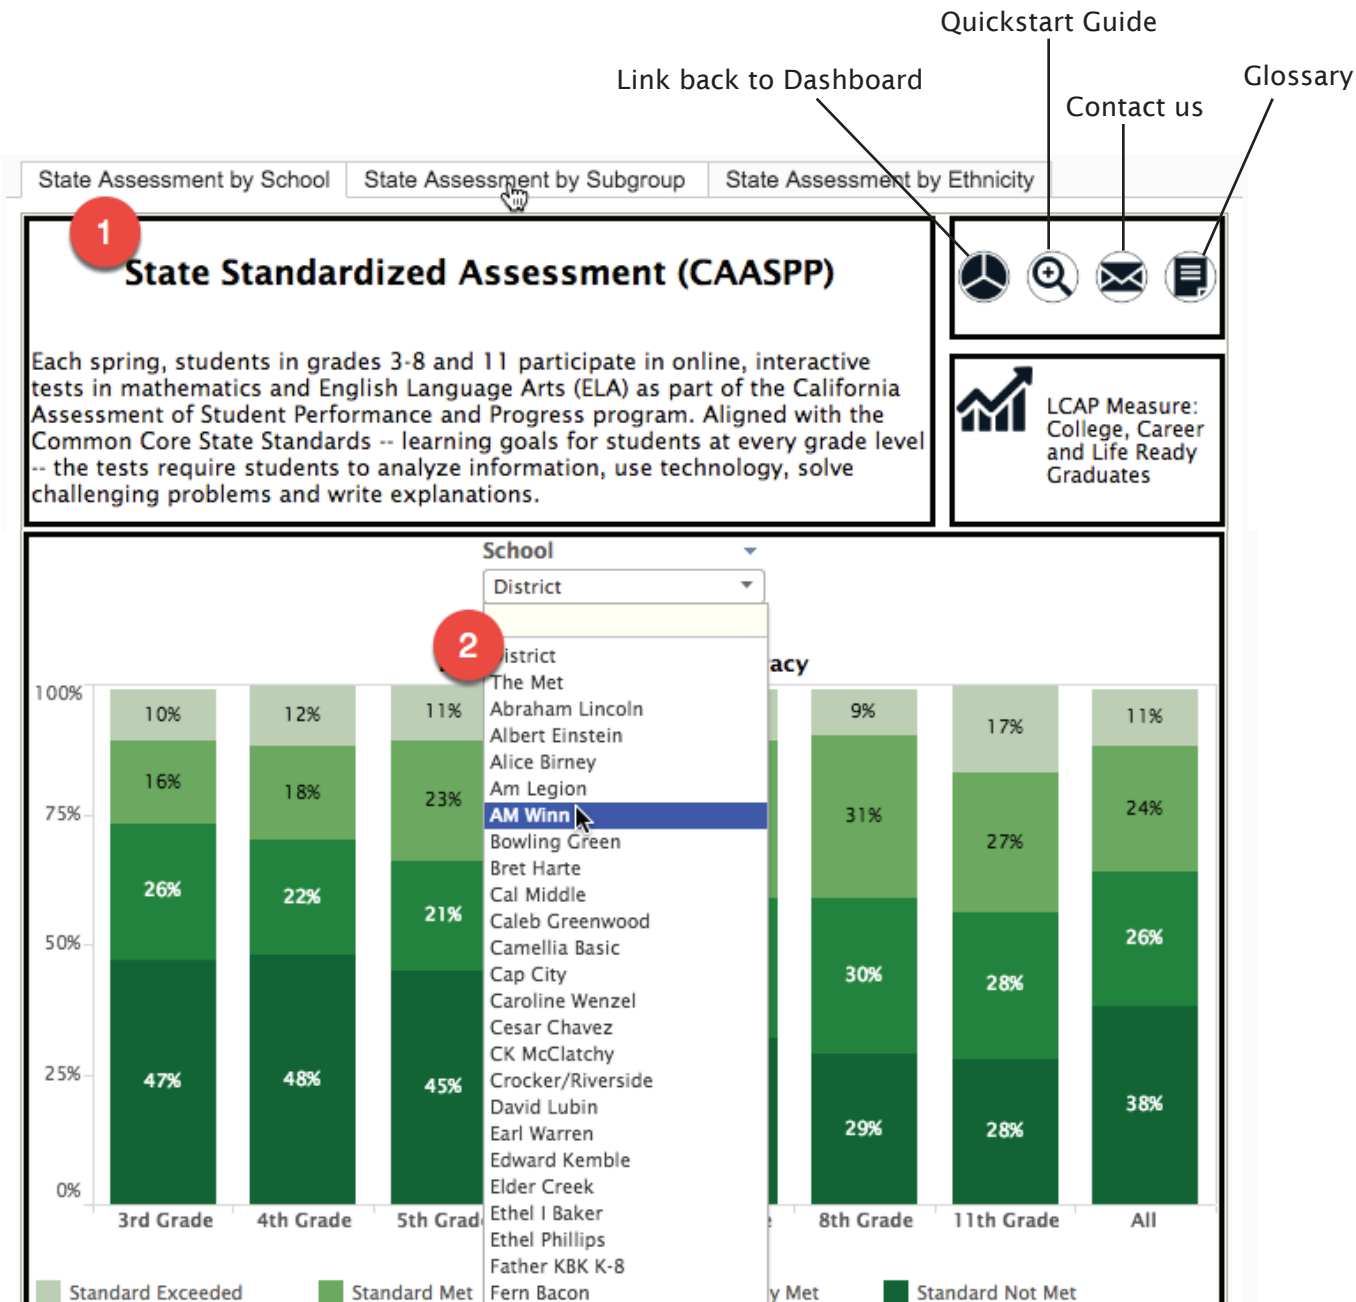 Quickstart Guide
Link back to Dashboard
Glossary
Contact us
State Assessment by School
State Assessment by Subgroup
State Assessment by Ethnicity
1
State Standardized Assessment (CAASPP)
Each spring, students in grades 3-8 and 11 participate in online, interactive
tests in mathematics and English Language Arts (ELA) as part of the California
Assessment of Student Performance and Progress program. Aligned with the
Common Core State Standards -- learning goals for students at every grade level
-- the tests require students to analyze information, use technology, solve
challenging problems and write explanations.
LCAP Measure:
College, Career
and Life Ready
Graduates
School
District
2
District
The Met
Abraham Lincoln
Albert Einstein
Alice Birney
Am Legion
AM Winn
Bowling Green
Bret Harte
Cal Middle
Caleb Greenwood
Camellia Basic
Cap City
Caroline Wenzel
Cesar Chavez
CK McClatchy
Crocker/Riverside
David Lubin
Earl Warren
Edward Kemble
Elder Creek
Ethel I Baker
Ethel Phillips
Father KBK K-8
Fern Bacon
acy
100%
75%
50%
25%
0%
10%
16%
26%
47%
12%
18%
22%
48%
11%
23%
21%
45%
9%
31%
30%
29%
17%
27%
28%
28%
11%
24%
26%
38%
3rd Grade
4th Grade
5th Grad
8th Grade
11th Grade
All
Standard Exceeded
Standard Met
y Met
Standard Not Met